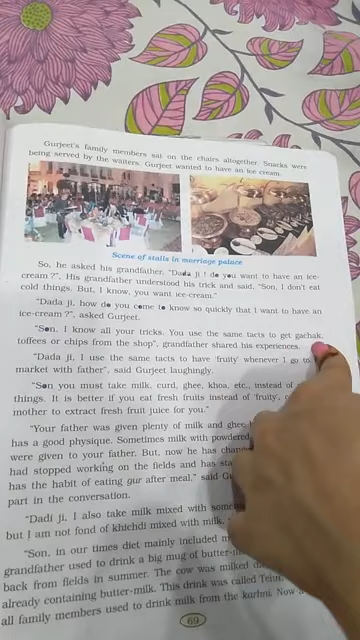 Gurjeet's family members sat on the chairs altogether. Snacks were
being served by the waiters. Gurjeet wanted to have an ice cream.
Scene of stalls in marriage palace
So, he asked his grandfather, "Dada ji ! do you want to have an ice-
cream ?". His grandfather understood his trick and said, "Son, I don't eat
cold things. But, I know, you want ice-cream."
"Dada ji, how do you come to know so quickly that I want to have an
ice-cream ?", asked Gurjeet.
"Son, I know all your tricks. You use the same tacts to get gachak,
toffees or chips from the shop", grandfather shared his experiences.
"Dada ji, I use the same tacts to have 'fruity' whenever I go to
market with father", said Gurjeet laughingly.
"Son you must take milk, curd, ghee, khoa, etc., instead of
things. It is better if you eat fresh fruits instead of 'fruity',
mother to extract fresh fruit juice for you."
"Your father was given plenty of milk and ghee
has a good physique. Sometimes milk with powdered
were given to your father. But, now he has
had stopped working on the fields and has
has the habit of eating gur after meal." said
part in the conversation.
"Dadi ji, I also take milk mixed with
but I am not fond of khichdi mixed with milk.
"Son, in our times diet mainly included
grandfather used to drink a big mug of
back from fields in summer. The cow was milked
already containing butter-milk. This drink was called
all family members used to drink milk from the karhni.
69